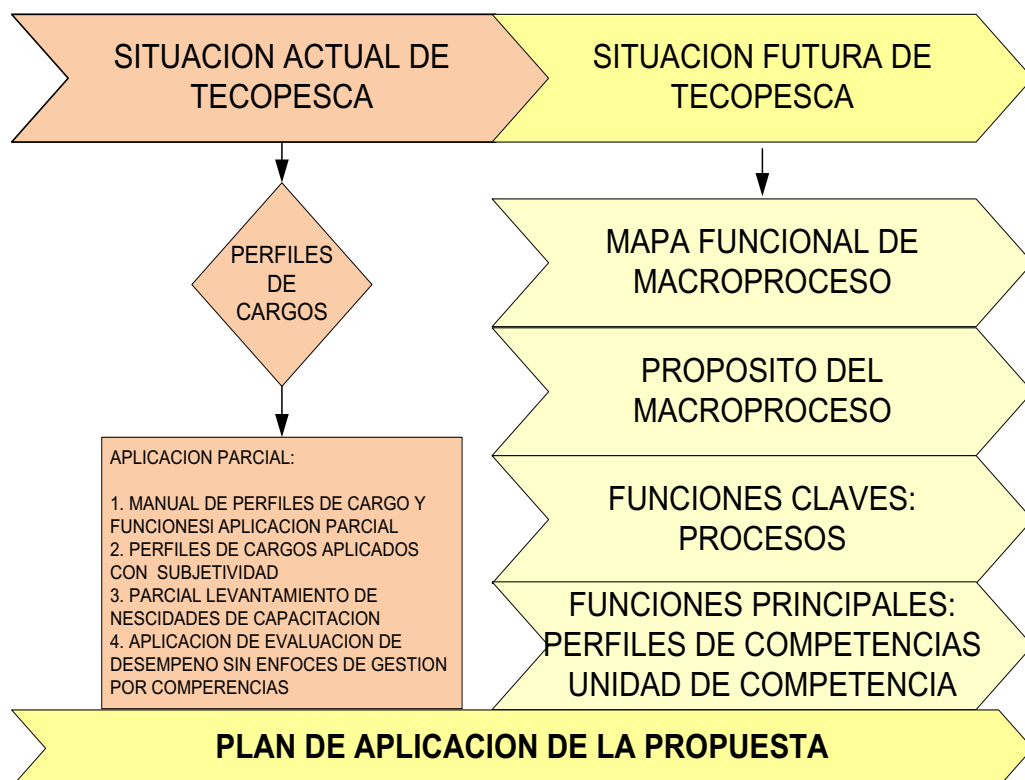 SITUACION ACTUAL DE
TECOPESCA
SITUACION FUTURA DE
TECOPESCA
PERFILES
DE
CARGOS
APLICACION PARCIAL:
1. MANUAL DE PERFILES DE CARGO Y
FUNCIONESI APLICACION PARCIAL
2. PERFILES DE CARGOS APLICADOS
CON SUBJETIVIDAD
3. PARCIAL LEVANTAMIENTO DE
NESCIDADES DE CAPACITACION
4. APLICACION DE EVALUACION DE
DESEMPENO SIN ENFOCES DE GESTION
POR COMPERENCIAS
MAPA FUNCIONAL DE
MACROPROCESO
PROPOSITO DEL
MACROPROCESO
FUNCIONES CLAVES:
PROCESOS
FUNCIONES PRINCIPALES:
PERFILES DE COMPETENCIAS
UNIDAD DE COMPETENCIA
PLAN DE APLICACION DE LA PROPUESTA